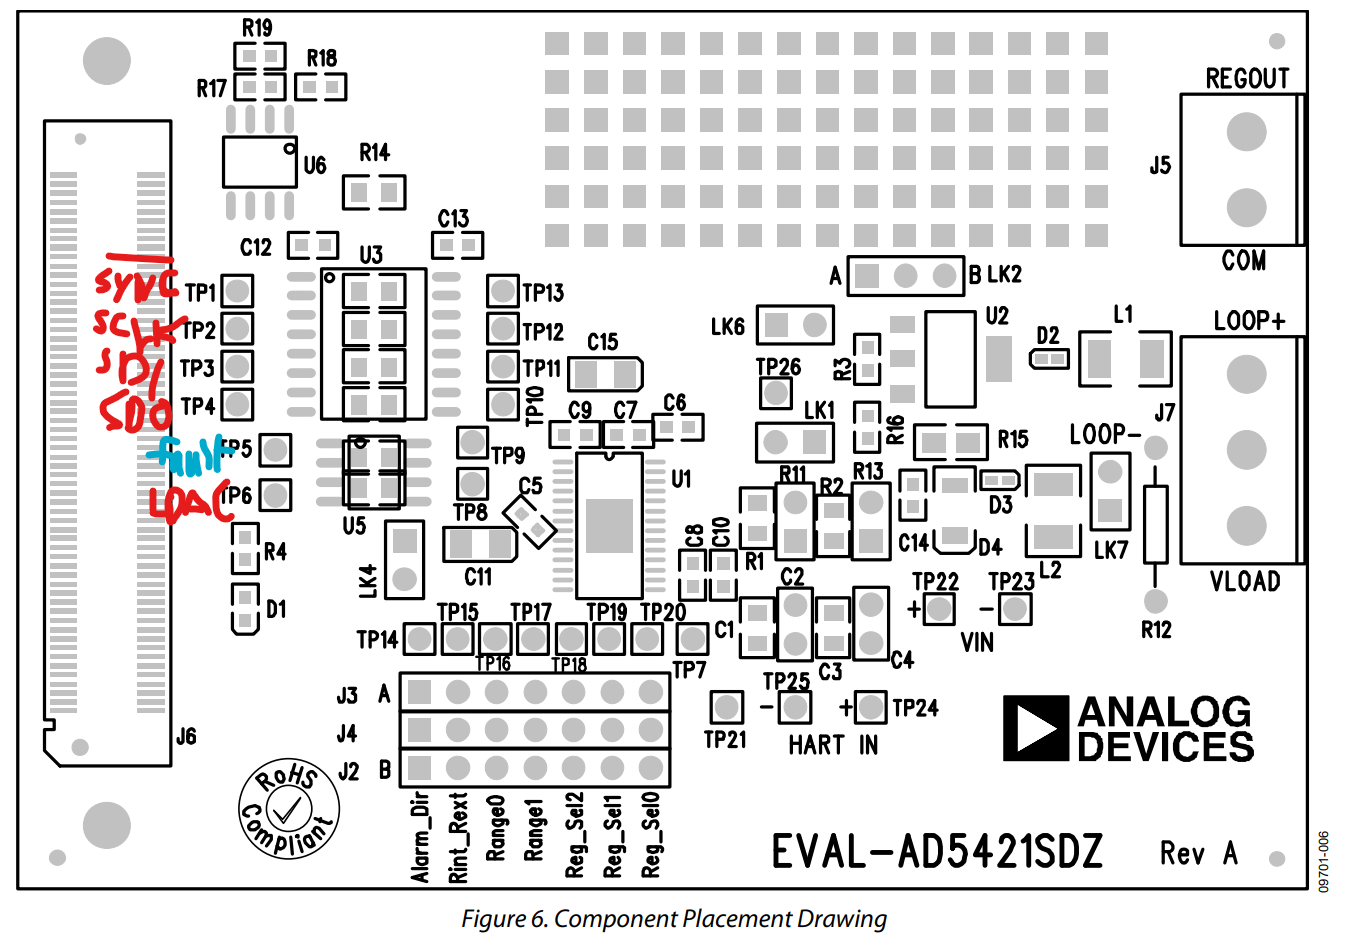 R19
R18
R17
REGOUT
U6
R14
J5
C13
C12
U3
COM
SYNC
TP1
TP13
A
B
LK2
SCLK
TP2
TP12
LK6
U2
L1
LOOP+
SDI
TP3
TP11
C15
TP26
R3
D2
SDO
TP4
TP10
C9
C7
C6
LK1
R16
R15
LOOP-
J7
fault
TP5
TP9
U1
R11
R13
LDAC
TP6
U5
TP8
C5
R2
D3
R4
LK4
C11
C8
C10
R1
C14
D4
L2
LK7
D1
C2
TP22
TP23
VLOAD
TP14
TP15
TP17
TP19
TP20
C1
+
-
VIN
R12
TP16
TP18
TP7
C3
C4
J3
A
TP25
J4
TP21
-
+
TP24
HART IN
J6
J2
B
ANALOG
DEVICES
RoHS
Compliant
Alarm_Dir
Rint_Rext
Range0
Range1
Reg_Sel2
Reg_Sel1
Reg_Sel0
EVAL-AD5421SDZ
Rev A
09701-006
Figure 6. Component Placement Drawing